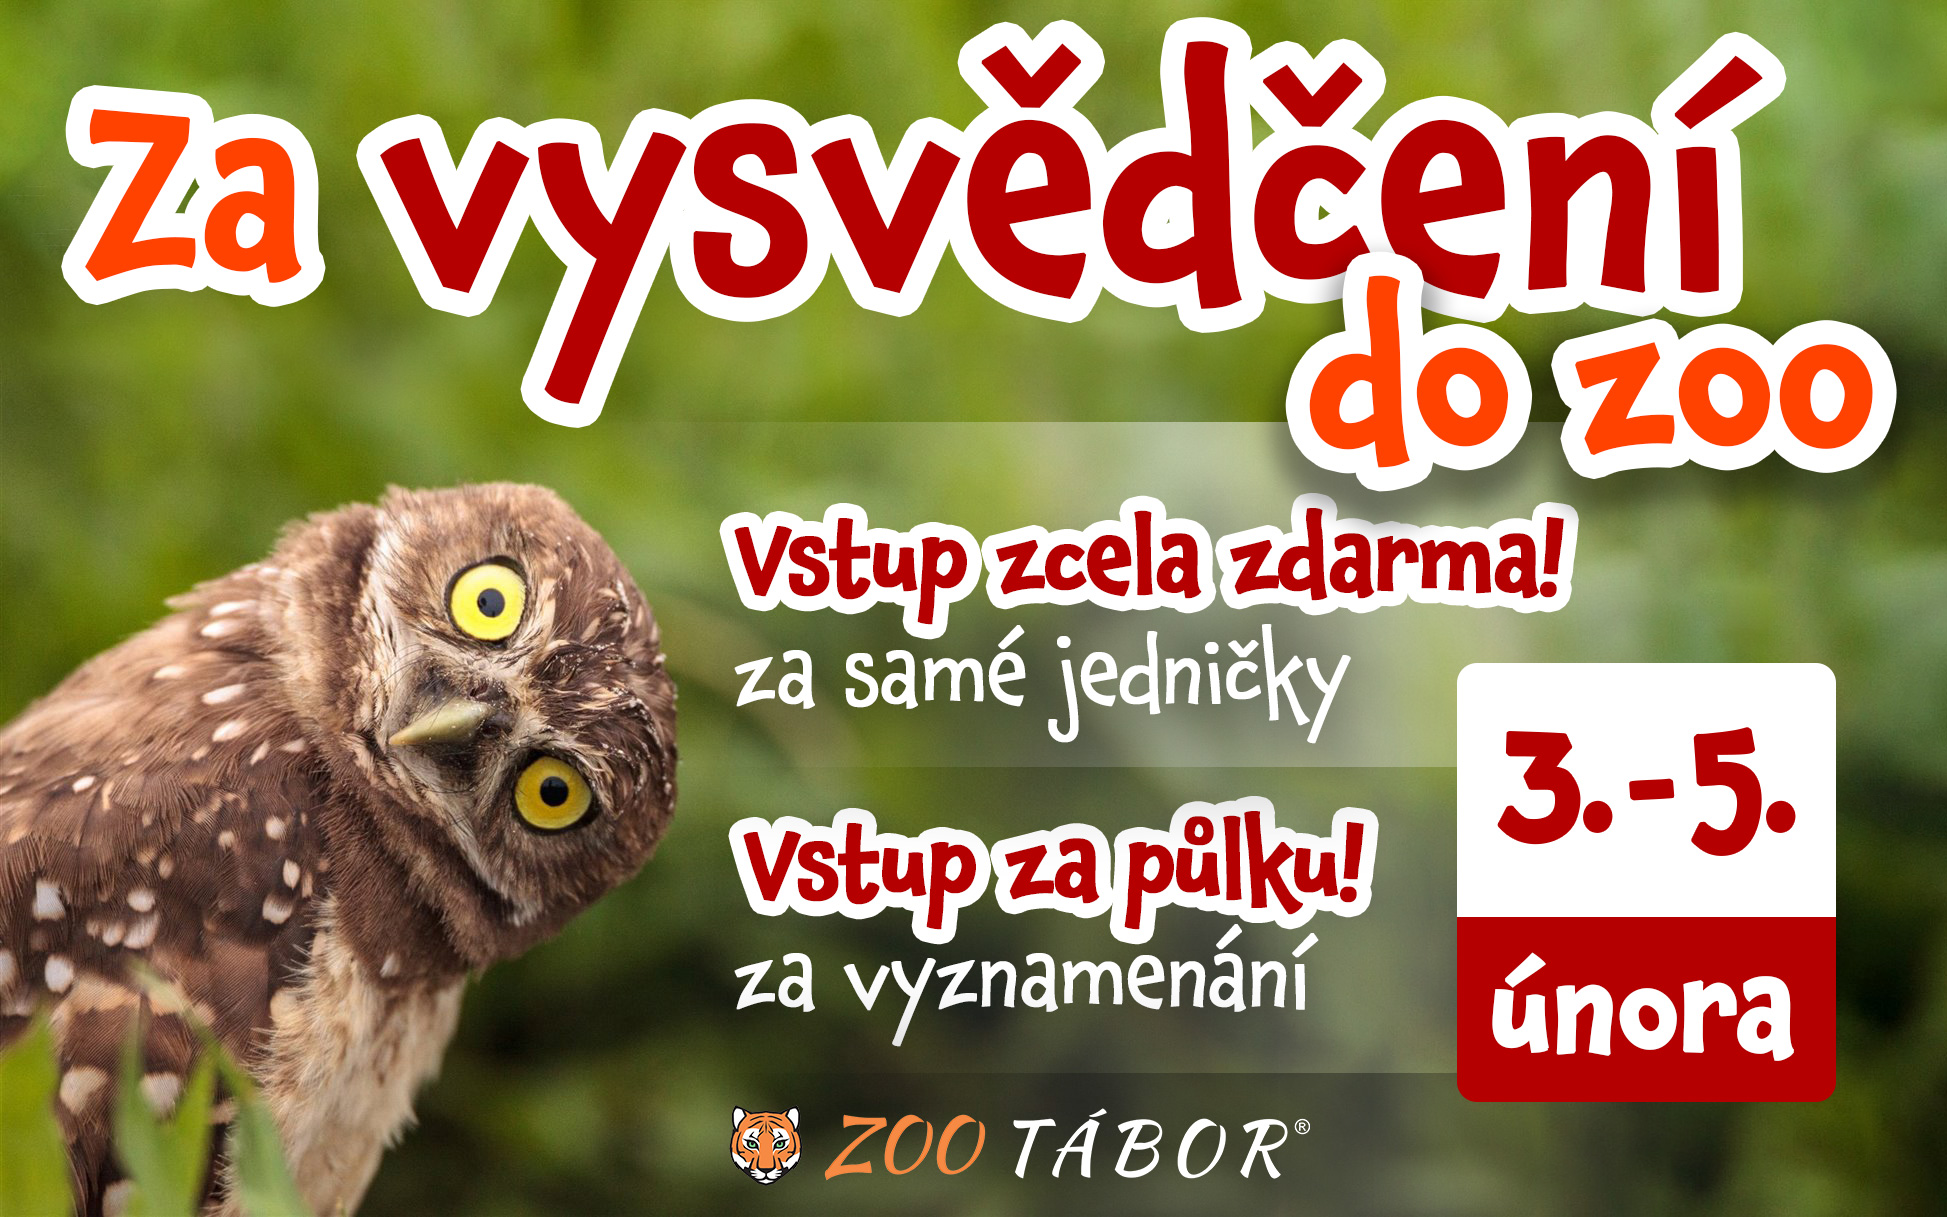 Za vysvědčení
do zoo
Vstup zcela zdarma!
za samé jedničky
Vstup za půlku!
za vyznamenání
3.-5.
února
ZOO TÁBOR®